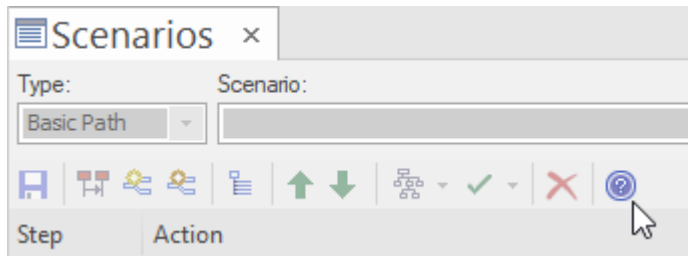 Scenarios ×
Type: Scenario:
Basic Path
Step Action